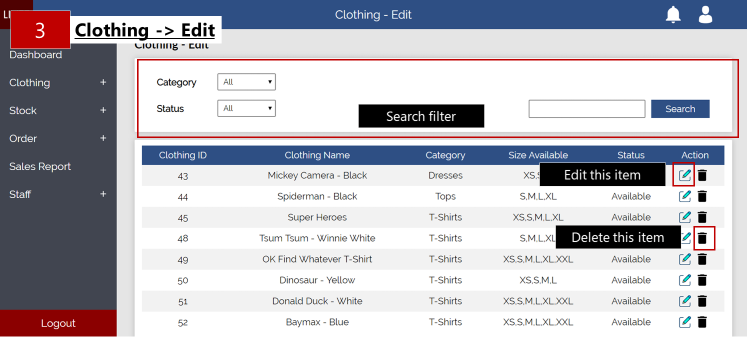 LI
3
Clothing -> Edit
Clothing - Edit
Clothing - Edit
Dashboard
Clothing +
Stock +
Order +
Sales Report
Staff +
Logout
Category All
Status All
Search filter
Search
Clothing ID Clothing Name Category Size Available Status Action
43 Mickey Camera - Black Dresses XS,S Edit this item
44 Spiderman - Black Tops S,M,L,XL Available
45 Super Heroes T-Shirts XS,S,M,L,XL Available
48 Tsum Tsum - Winnie White T-Shirts S,M,L,XL Delete this item
49 OK Find Whatever T-Shirt T-Shirts XS,S,M,L,XL,XXL Available
50 Dinosaur - Yellow T-Shirts XS,S,M,L Available
51 Donald Duck - White T-Shirts XS,S,M,L,XL,XXL Available
52 Baymax - Blue T-Shirts XS,S,M,L,XL,XXL Available